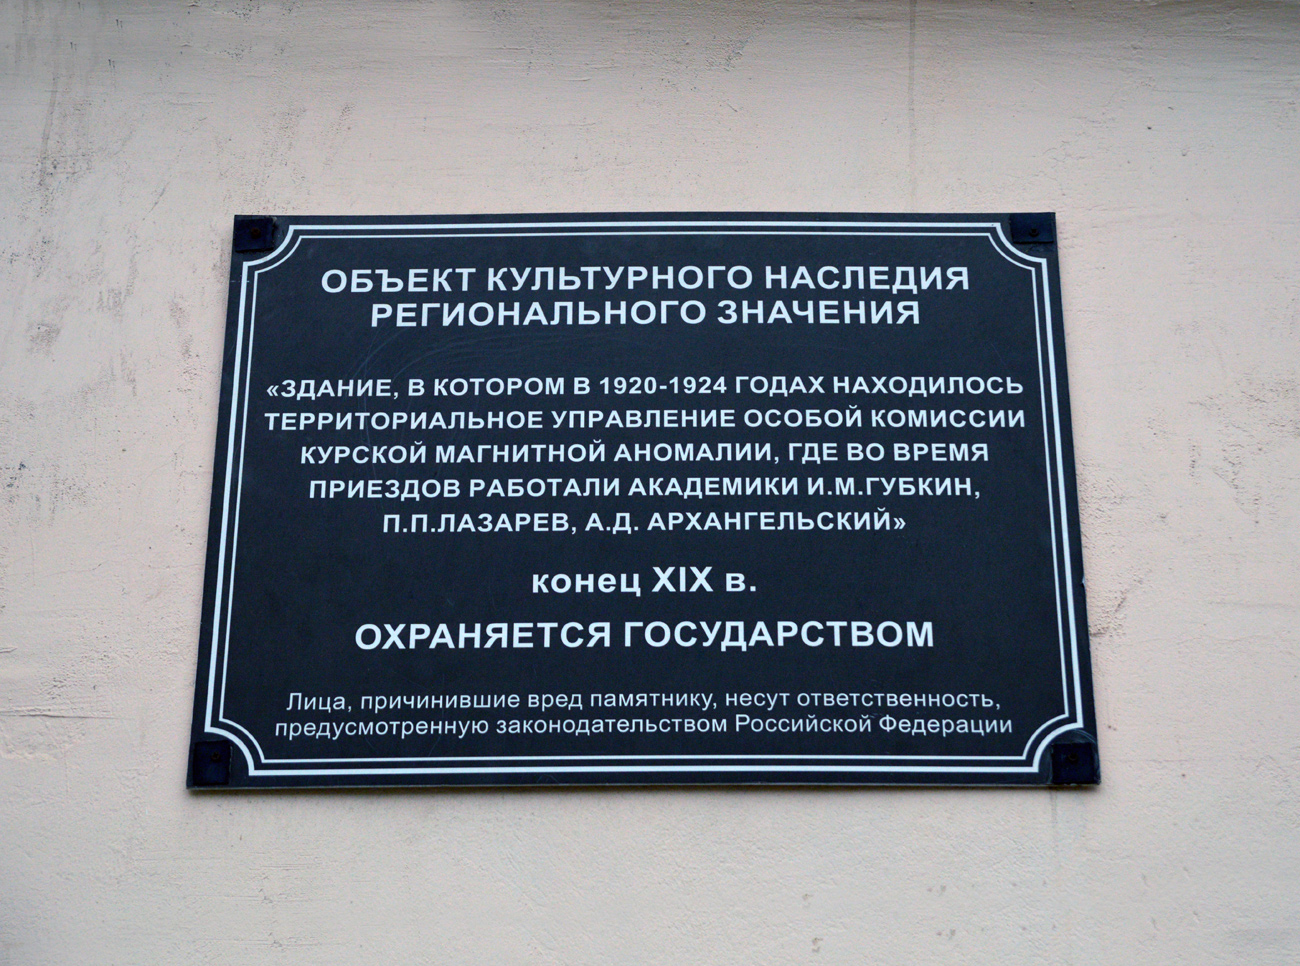 ОБЪЕКТ КУЛЬТУРНОГО НАСЛЕДИЯ
РЕГИОНАЛЬНОГО ЗНАЧЕНИЯ
«ЗДАНИЕ, В КОТОРОМ В 1920-1924 ГОДАХ НАХОДИЛОСЬ
ТЕРРИТОРИАЛЬНОЕ УПРАВЛЕНИЕ ОСОБОЙ КОМИССИИ
КУРСКОЙ МАГНИТНОЙ АНОМАЛИИ, ГДЕ ВО ВРЕМЯ
ПРИЕЗДОВ РАБОТАЛИ АКАДЕМИКИ И.М.ГУБКИН,
П.П.ЛАЗАРЕВ, А.Д. АРХАНГЕЛЬСКИЙ»
конец XIX в.
ОХРАНЯЕТСЯ ГОСУДАРСТВОМ
Лица, причинившие вред памятнику, несут ответственность,
предусмотренную законодательством Российской Федерации